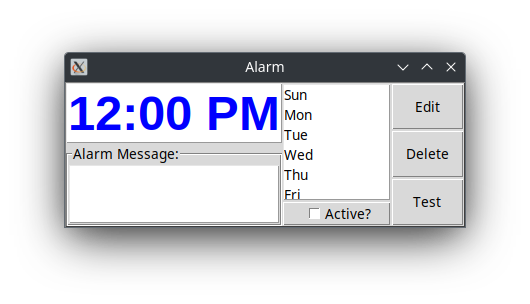 Alarm
12:00 PM
Alarm Message:
Sun
Mon
Tue
Wed
Thu
Fri
Active?
Edit
Delete
Test